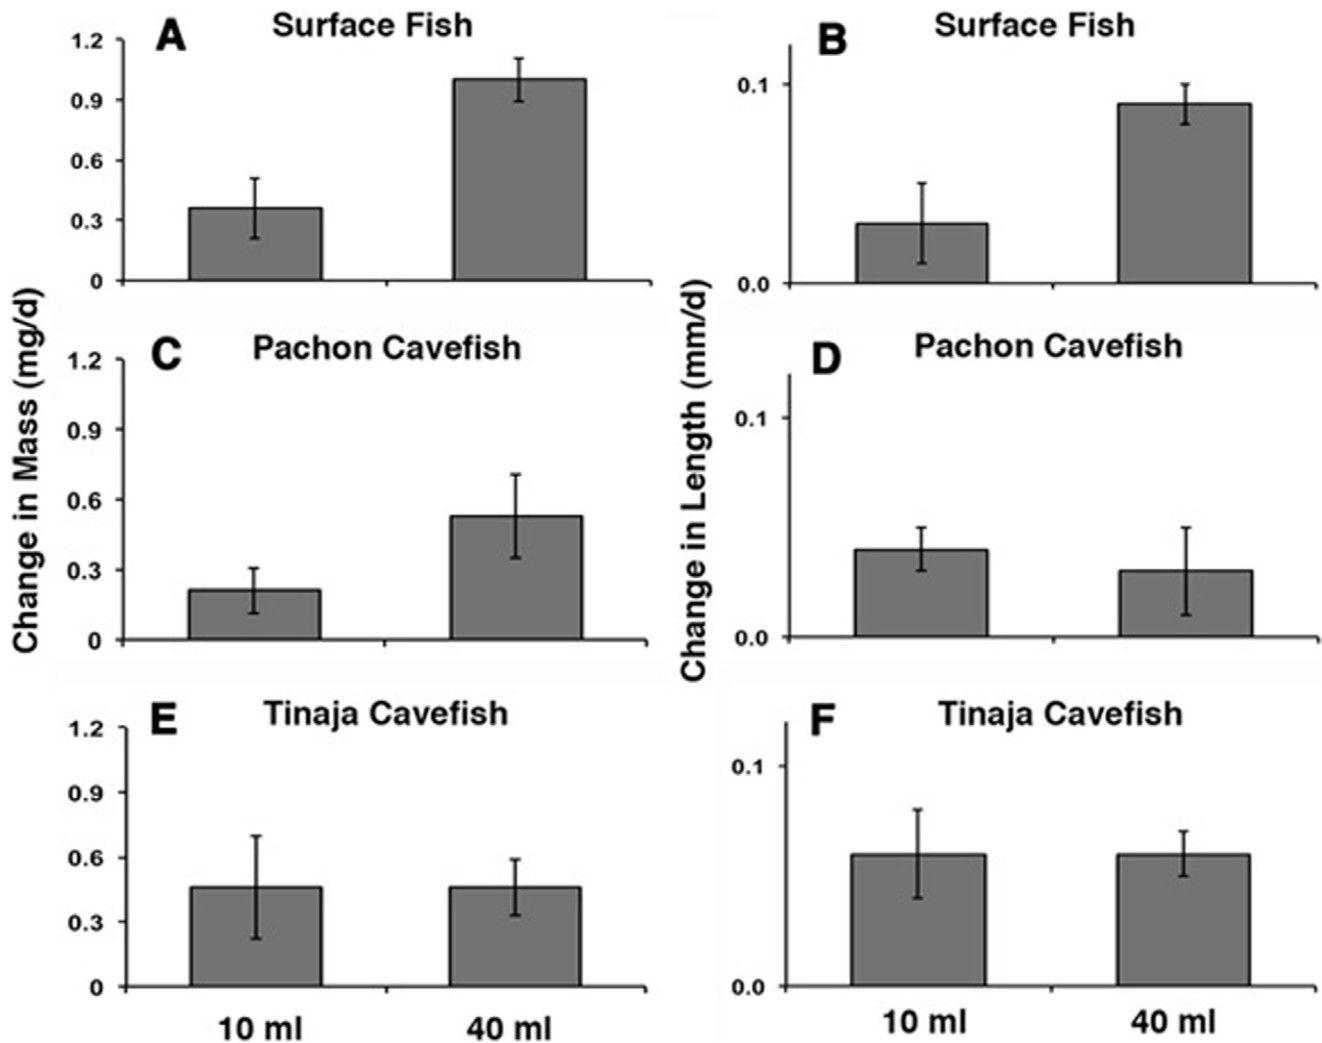 A Surface Fish
1.2
0.9
0.6
0.3
0
B Surface Fish
0.1
0.0
Change in Mass (mg/d)
C Pachon Cavefish
1.2
0.9
0.6
0.3
0
Change in Length (mm/d)
D Pachon Cavefish
0.1
0.0
E Tinaja Cavefish
1.2
0.9
0.6
0.3
0
10 ml 40 ml
F Tinaja Cavefish
0.1
0.0
10 ml 40 ml